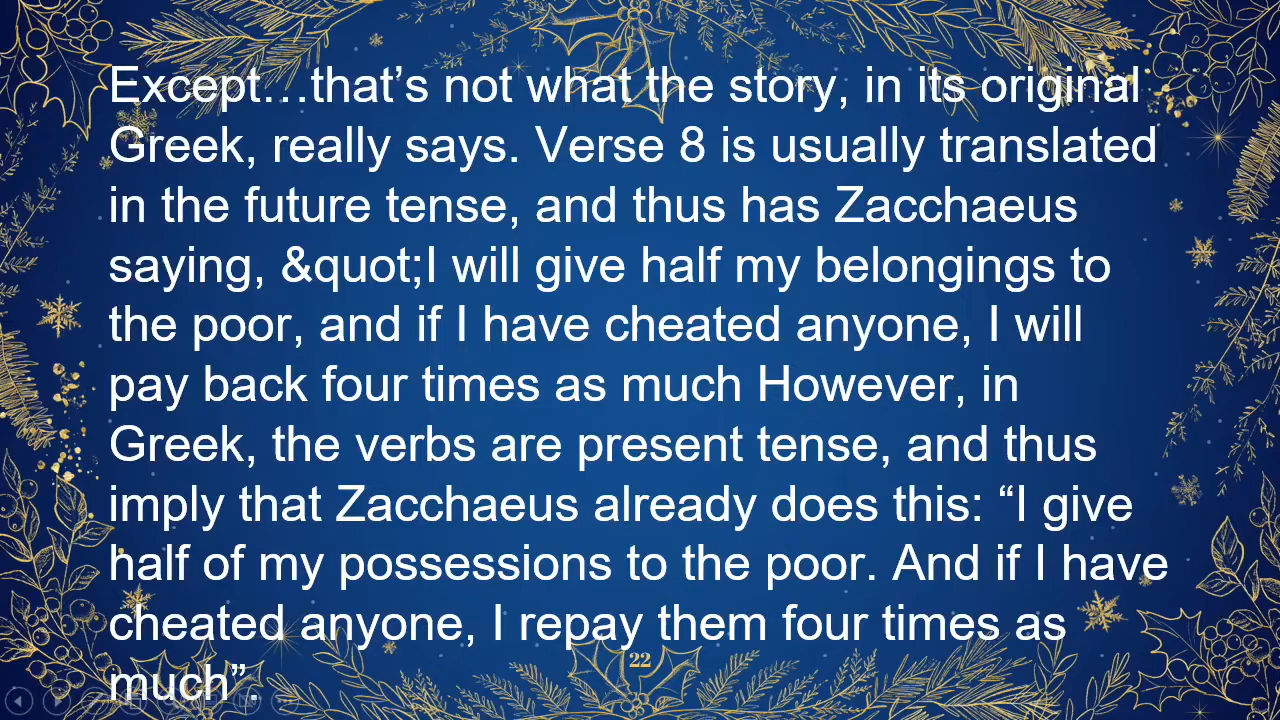 Except…that’s not what the story, in its original
Greek, really says. Verse 8 is usually translated
in the future tense, and thus has Zacchaeus
saying, &quot;I will give half my belongings to
the poor, and if I have cheated anyone, I will
pay back four times as much However, in
Greek, the verbs are present tense, and thus
imply that Zacchaeus already does this: “I give
half of my possessions to the poor. And if I have
cheated anyone, I repay them four times as
much”.
22